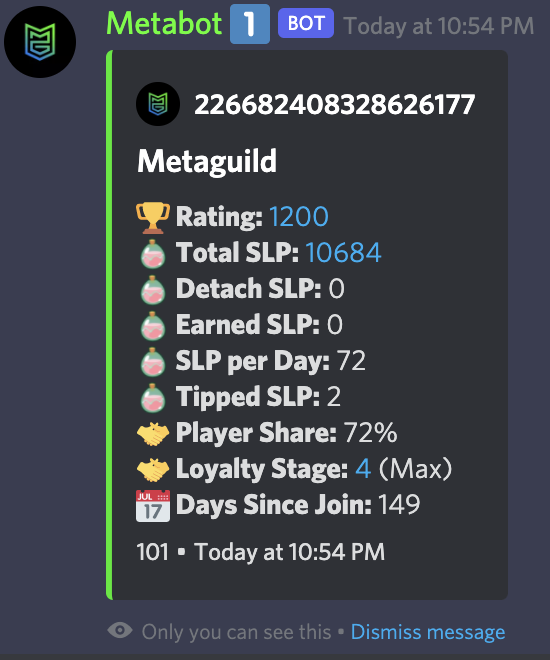 Metabot 1 BOT Today at 10:54 PM
226682408328626177
Metaguild
Rating: 1200
Total SLP: 10684
Detach SLP: 0
Earned SLP: 0
SLP per Day: 72
Tipped SLP: 2
Player Share: 72%
Loyalty Stage: 4 (Max)
JUL 17 Days Since Join: 149
101 • Today at 10:54 PM
Only you can see this • Dismiss message